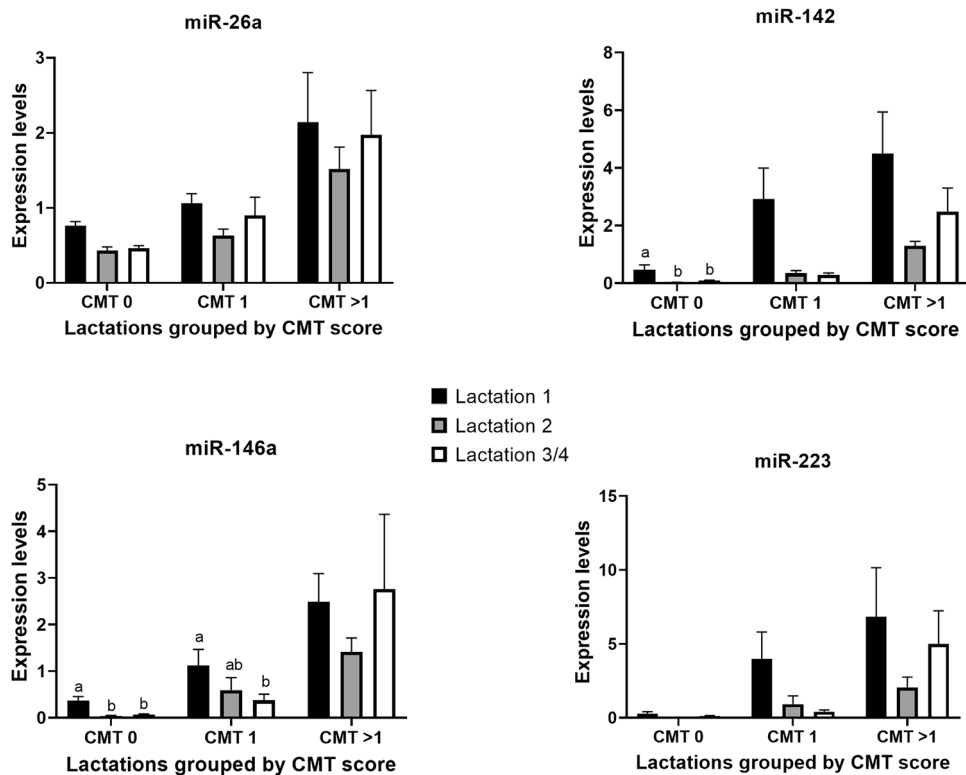 miR-26a
Expression levels
3
2
1
0
CMT 0
CMT 1
CMT >1
Lactations grouped by CMT score
miR-142
Expression levels
8
6
4
2
0
a
b
b
CMT 0
CMT 1
CMT >1
Lactations grouped by CMT score
Lactation 1
Lactation 2
Lactation 3/4
miR-146a
Expression levels
5
4
3
2
1
0
a
b
b
a
ab
b
CMT 0
CMT 1
CMT >1
Lactations grouped by CMT score
miR-223
Expression levels
15
10
5
0
CMT 0
CMT 1
CMT >1
Lactations grouped by CMT score